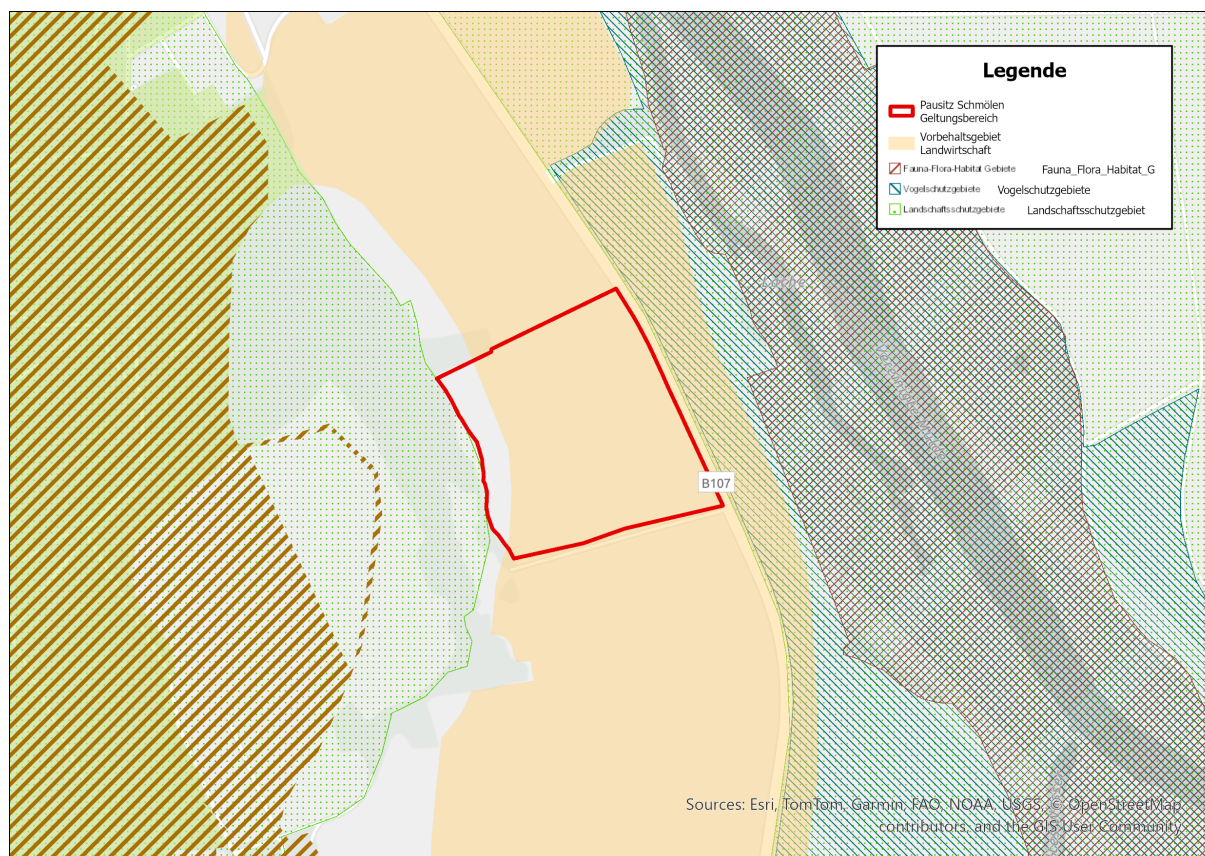 Legende
Pausitz Schmölen
Geltungsbereich
Vorbehaltsgebiet
Landwirtschaft
Fauna-Flora-Habitat Gebiete Fauna_Flora_Habitat_G
Vogelschutzgebiete Vogelschutzgebiete
Landschaftsschutzgebiete Landschaftsschutzgebiet
B107
Sources: Esri, TomTom, Garmin, FAO, NOAA, USGS, © OpenStreetMap
contributors, and the GIS User Community